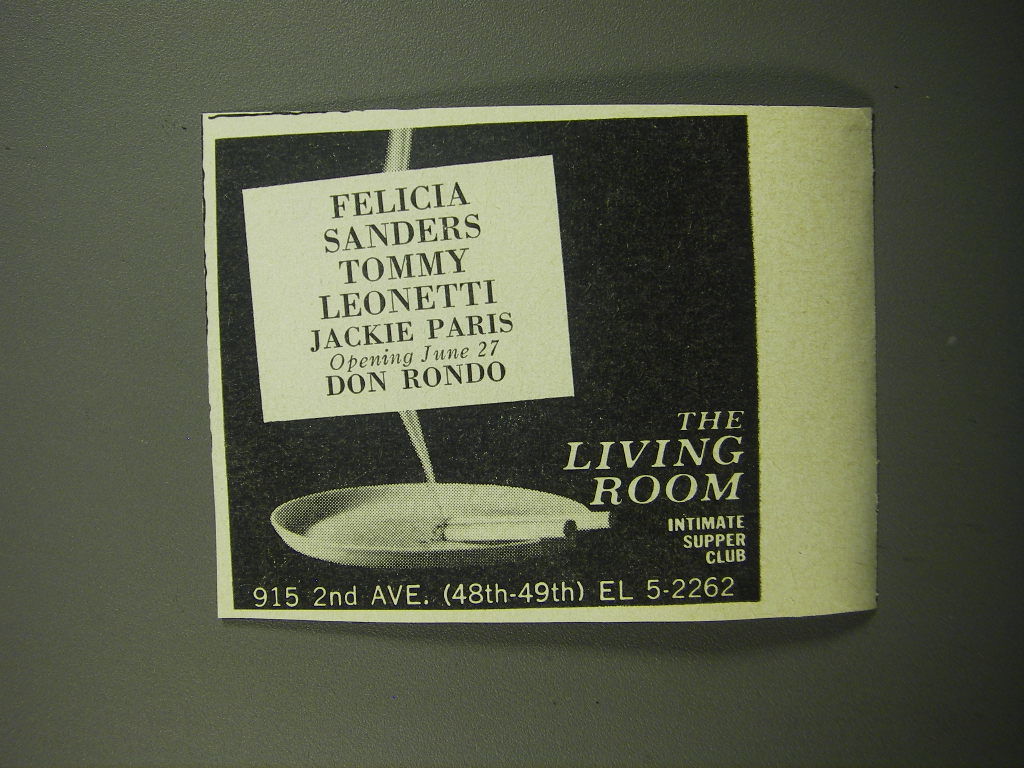 FELICIA
SANDERS
TOMMY
LEONETTI
JACKIE PARIS
Opening June 27
DON RONDO
THE
LIVING
ROOM
INTIMATE
SUPPER
CLUB
915 2nd AVE. (48th-49th) EL 5-2262